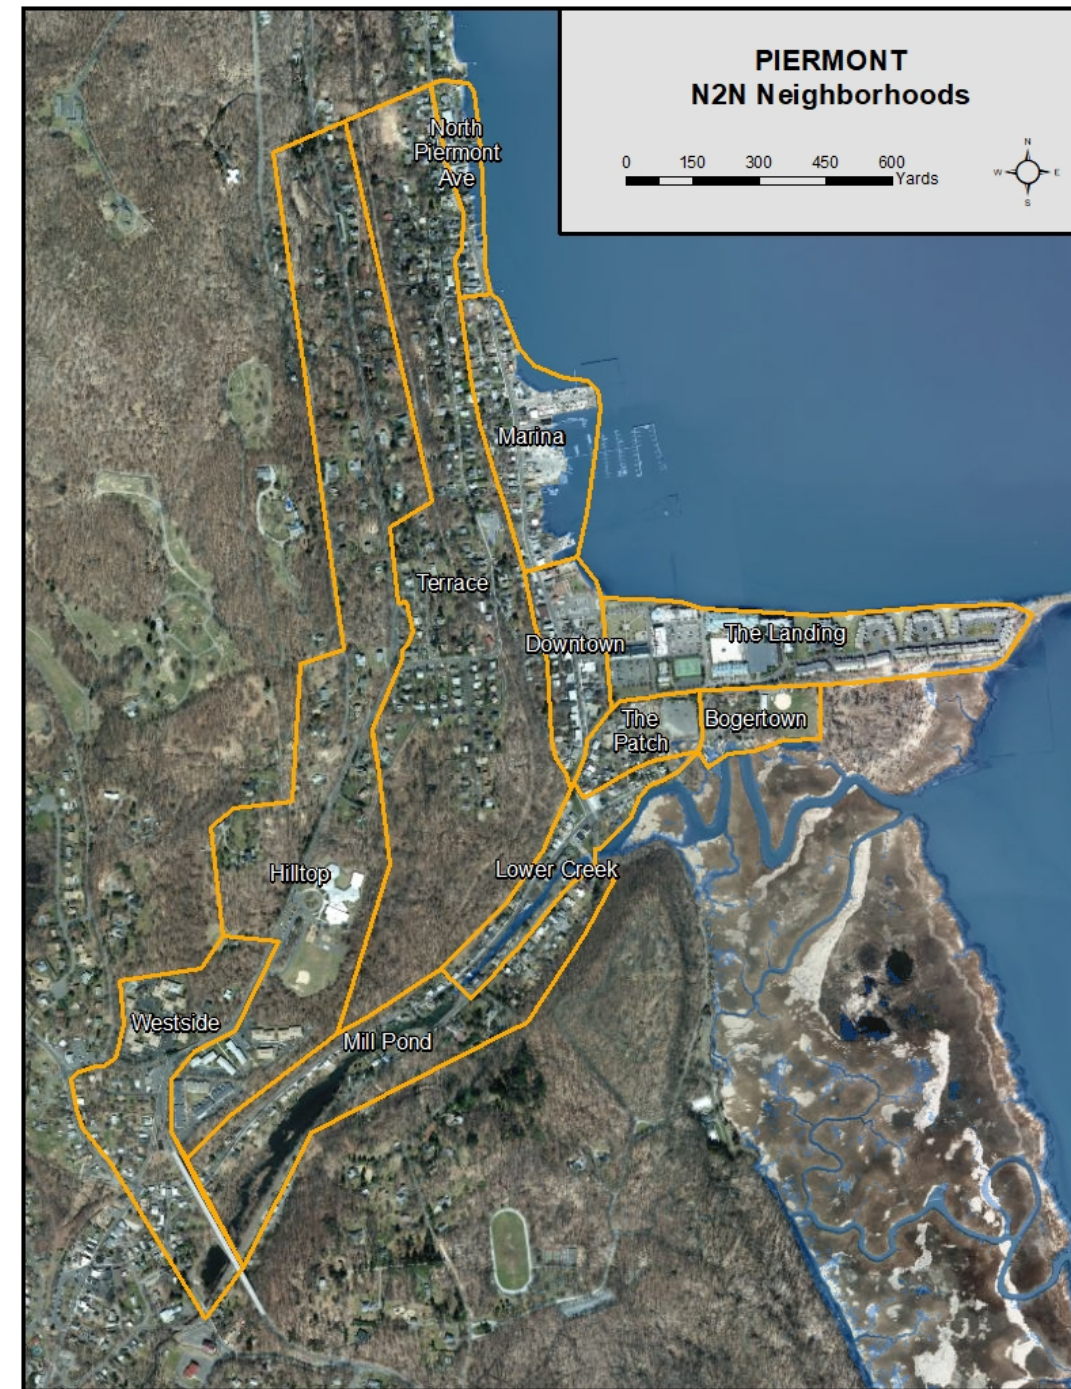 PIERMONT
N2N Neighborhoods
0 150 300 450 600
Yards
N
W E
S
North
Piermont
Ave
Marina
Terrace
Downtown
The Landing
The
Patch
Bogertown
Hilltop
Lower Creek
Westside
Mill Pond